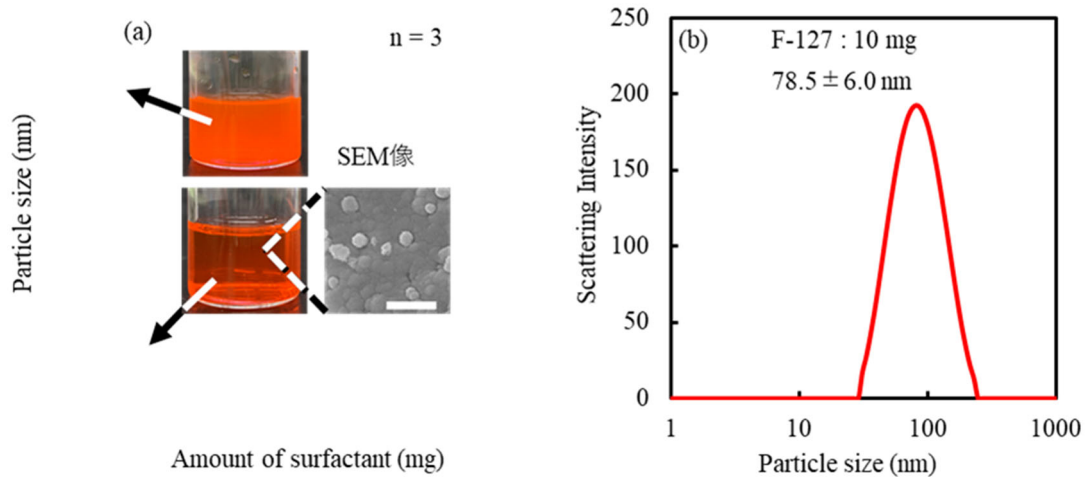 (a)
n = 3
Particle size (nm)
SEM像
Amount of surfactant (mg)
(b)
F-127 : 10 mg
78.5 ± 6.0 nm
Scattering Intensity
250
200
150
100
50
0
1 10 100 1000
Particle size (nm)